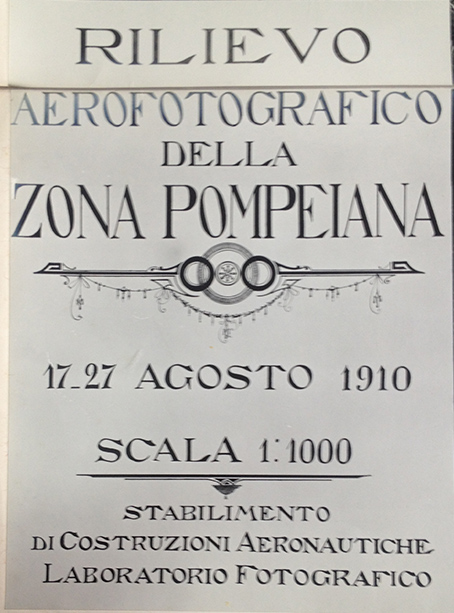 RILIEVO
AEROFOTOGRAFICO
DELLA
ZONA POMPEIANA
17-27 AGOSTO 1910
SCALA 1:1000
STABILIMENTO
DI COSTRUZIONI AERONAUTICHE
LABORATORIO FOTOGRAFICO